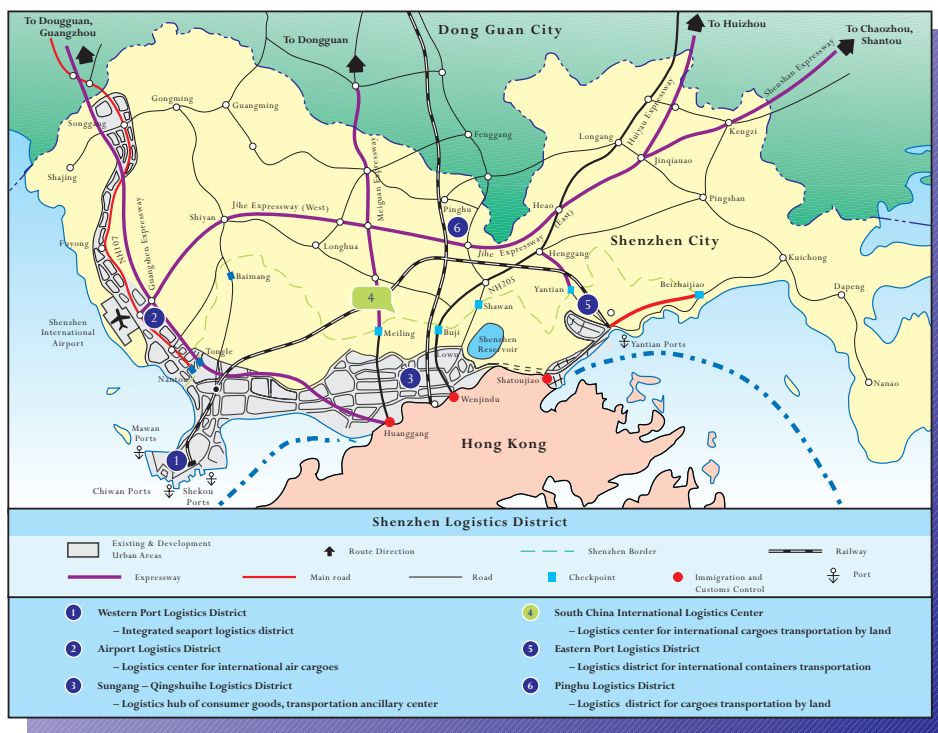 To Dougguan,
Guangzhou
To Dongguan
Dong Guan City
To Huizhou
To Chaozhou,
Shantou
Shenshan Expressway
Huiyau Expressway
Gongming
Guangming
Songgang
Fenggang
Longang
Kengzi
Jinqiauao
Shajing
Meiguan Expressway
Pingshan
Jihe Expressway (West)
Pinghu
Heao
(East)
Shiyan
6
Guangshen Expressway
NH107
Fuyong
Longhua
Jihe Expressway
Henggang
Shenzhen City
Kuichong
Baimang
NH205
Yantian
Beizhaijiao
Dapeng
4
Shawan
5
2
Shenzhen
International
Airport
Meiling
Buji
Shenzhen
Reservoir
Yantian Ports
Tongle
Lowu
Nantou
3
Shatoujiao
Nanao
Wenjindu
Mawan
Ports
Huanggang
Hong Kong
1
Chiwan Ports
Shekou
Ports
Shenzhen Logistics District
Existing & Development
Urban Areas
Route Direction
Shenzhen Border
Railway
Expressway
Main road
Road
Checkpoint
Immigration and
Customs Control
Port
1 Western Port Logistics District
– Integrated seaport logistics district
2 Airport Logistics District
– Logistics center for international air cargoes
3 Sungang – Qingshuihe Logistics District
– Logistics hub of consumer goods, transportation ancillary center
4 South China International Logistics Center
– Logistics center for international cargoes transportation by land
5 Eastern Port Logistics District
– Logistics district for international containers transportation
6 Pinghu Logistics District
– Logistics district for cargoes transportation by land